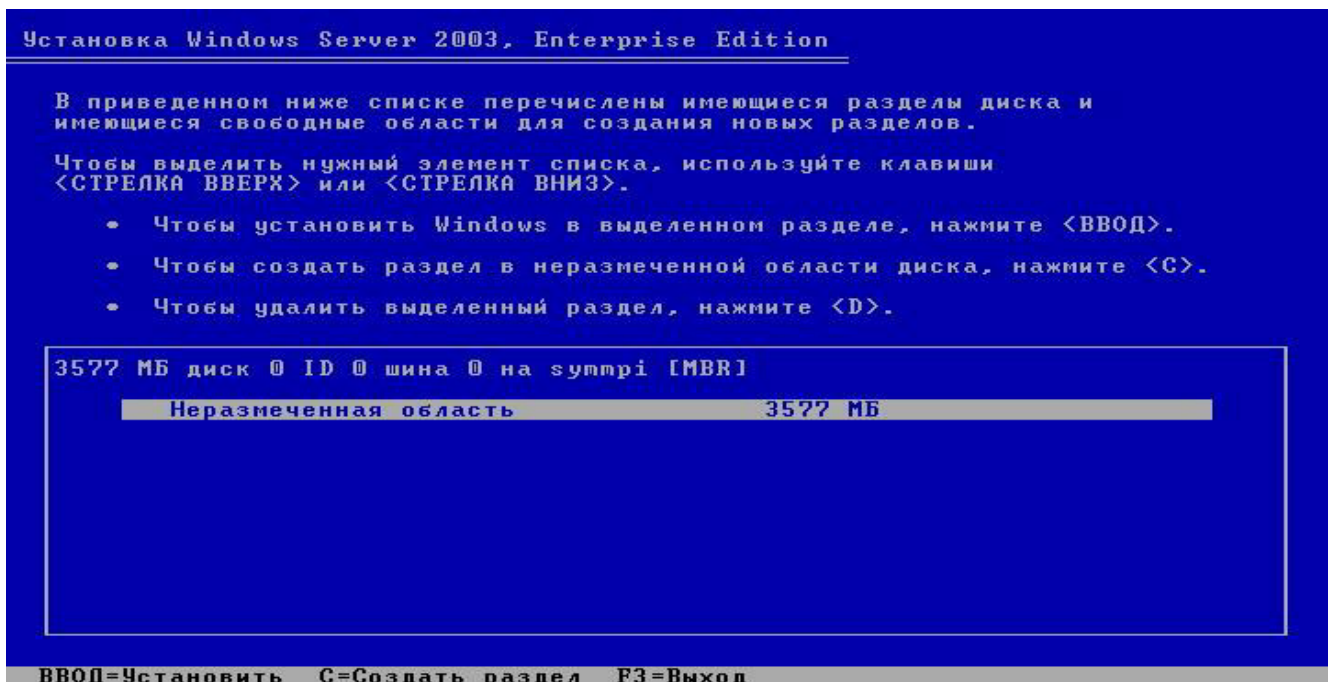 Установка Windows Server 2003, Enterprise Edition
В приведенном ниже списке перечислены имеющиеся разделы диска и
имеющиеся свободные области для создания новых разделов.
Чтобы выделить нужный элемент списка, используйте клавиши
<СТРЕЛКА ВВЕРХ> или <СТРЕЛКА ВНИЗ>.
• Чтобы установить Windows в выделенном разделе, нажмите <ВВОД>.
• Чтобы создать раздел в неразмеченной области диска, нажмите <C>.
• Чтобы удалить выделенный раздел, нажмите <D>.
3577 МБ диск 0 ID 0 шина 0 на symmpi [MBR]
Неразмеченная область 3577 МБ
ВВОД=Установить C=Создать раздел F3=Выход